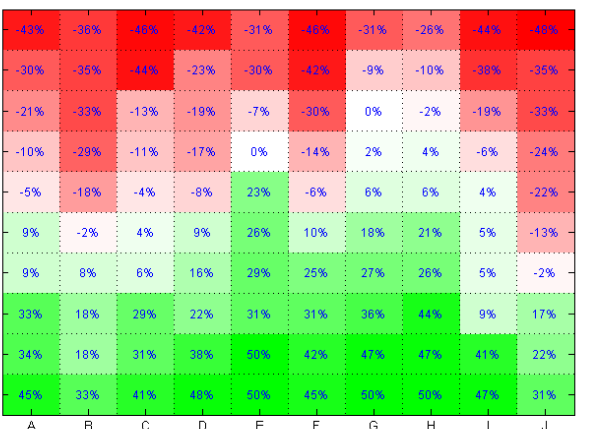 -43% -36% -46% -42% -31% -46% -31% -26% -44% -48%
-30% -35% -44% -23% -30% -42% -9% -10% -38% -35%
-21% -33% -13% -19% -7% -30% 0% -2% -19% -33%
-10% -29% -11% -17% 0% -14% 2% 4% -6% -24%
-5% -18% -4% -8% 23% -6% 6% 6% 4% -22%
9% -2% 4% 9% 26% 10% 18% 21% 5% -13%
9% 8% 6% 16% 29% 25% 27% 26% 5% -2%
33% 18% 29% 22% 31% 31% 36% 44% 9% 17%
34% 18% 31% 38% 50% 42% 47% 47% 41% 22%
45% 33% 41% 48% 50% 45% 50% 50% 47% 31%
A B C D E F G H I J